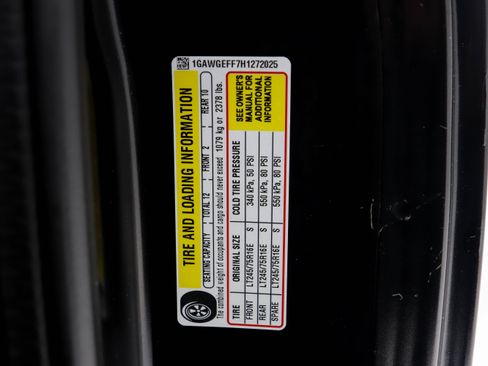 1GAWGEFF7H1272025
TIRE AND LOADING INFORMATION
SEATING CAPACITY TOTAL 12 FRONT 2 REAR 10
The combined weight of occupants and cargo should never exceed 1079 kg or 2378 lbs.
TIRE ORIGINAL SIZE COLD TIRE PRESSURE
FRONT LT245/75R16E S 340 kPa, 50 PSI
REAR LT245/75R16E S 550 kPa, 80 PSI
SPARE LT245/75R16E S 550 kPa, 80 PSI
SEE OWNER'S
MANUAL FOR
ADDITIONAL
INFORMATION